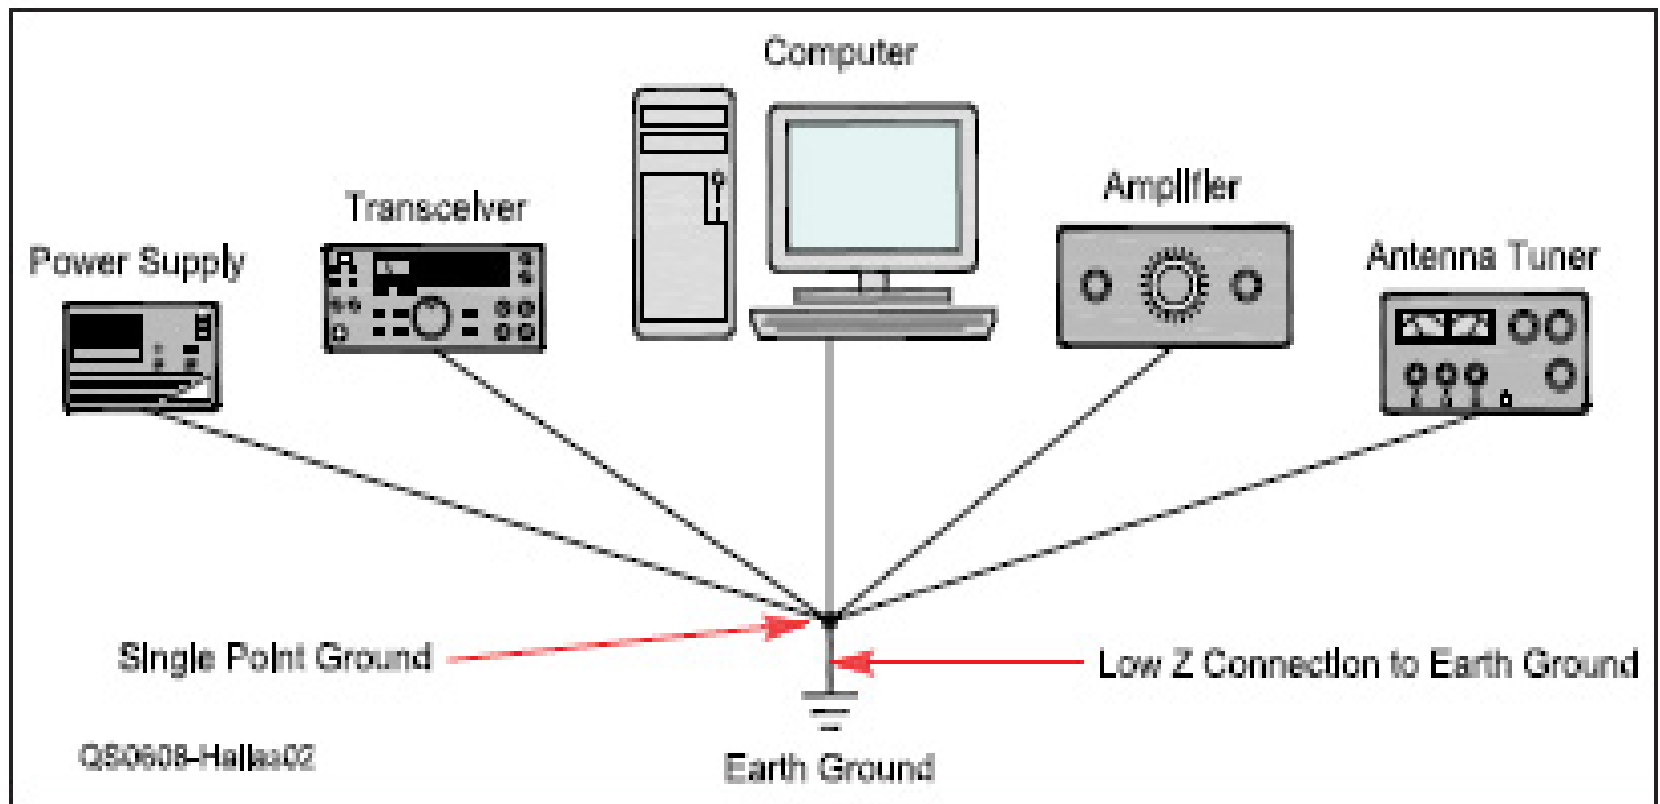 Computer
Transceiver
Amplifier
Power Supply
Antenna Tuner
Single Point Ground
Low Z Connection to Earth Ground
QS0608-Hallas02
Earth Ground